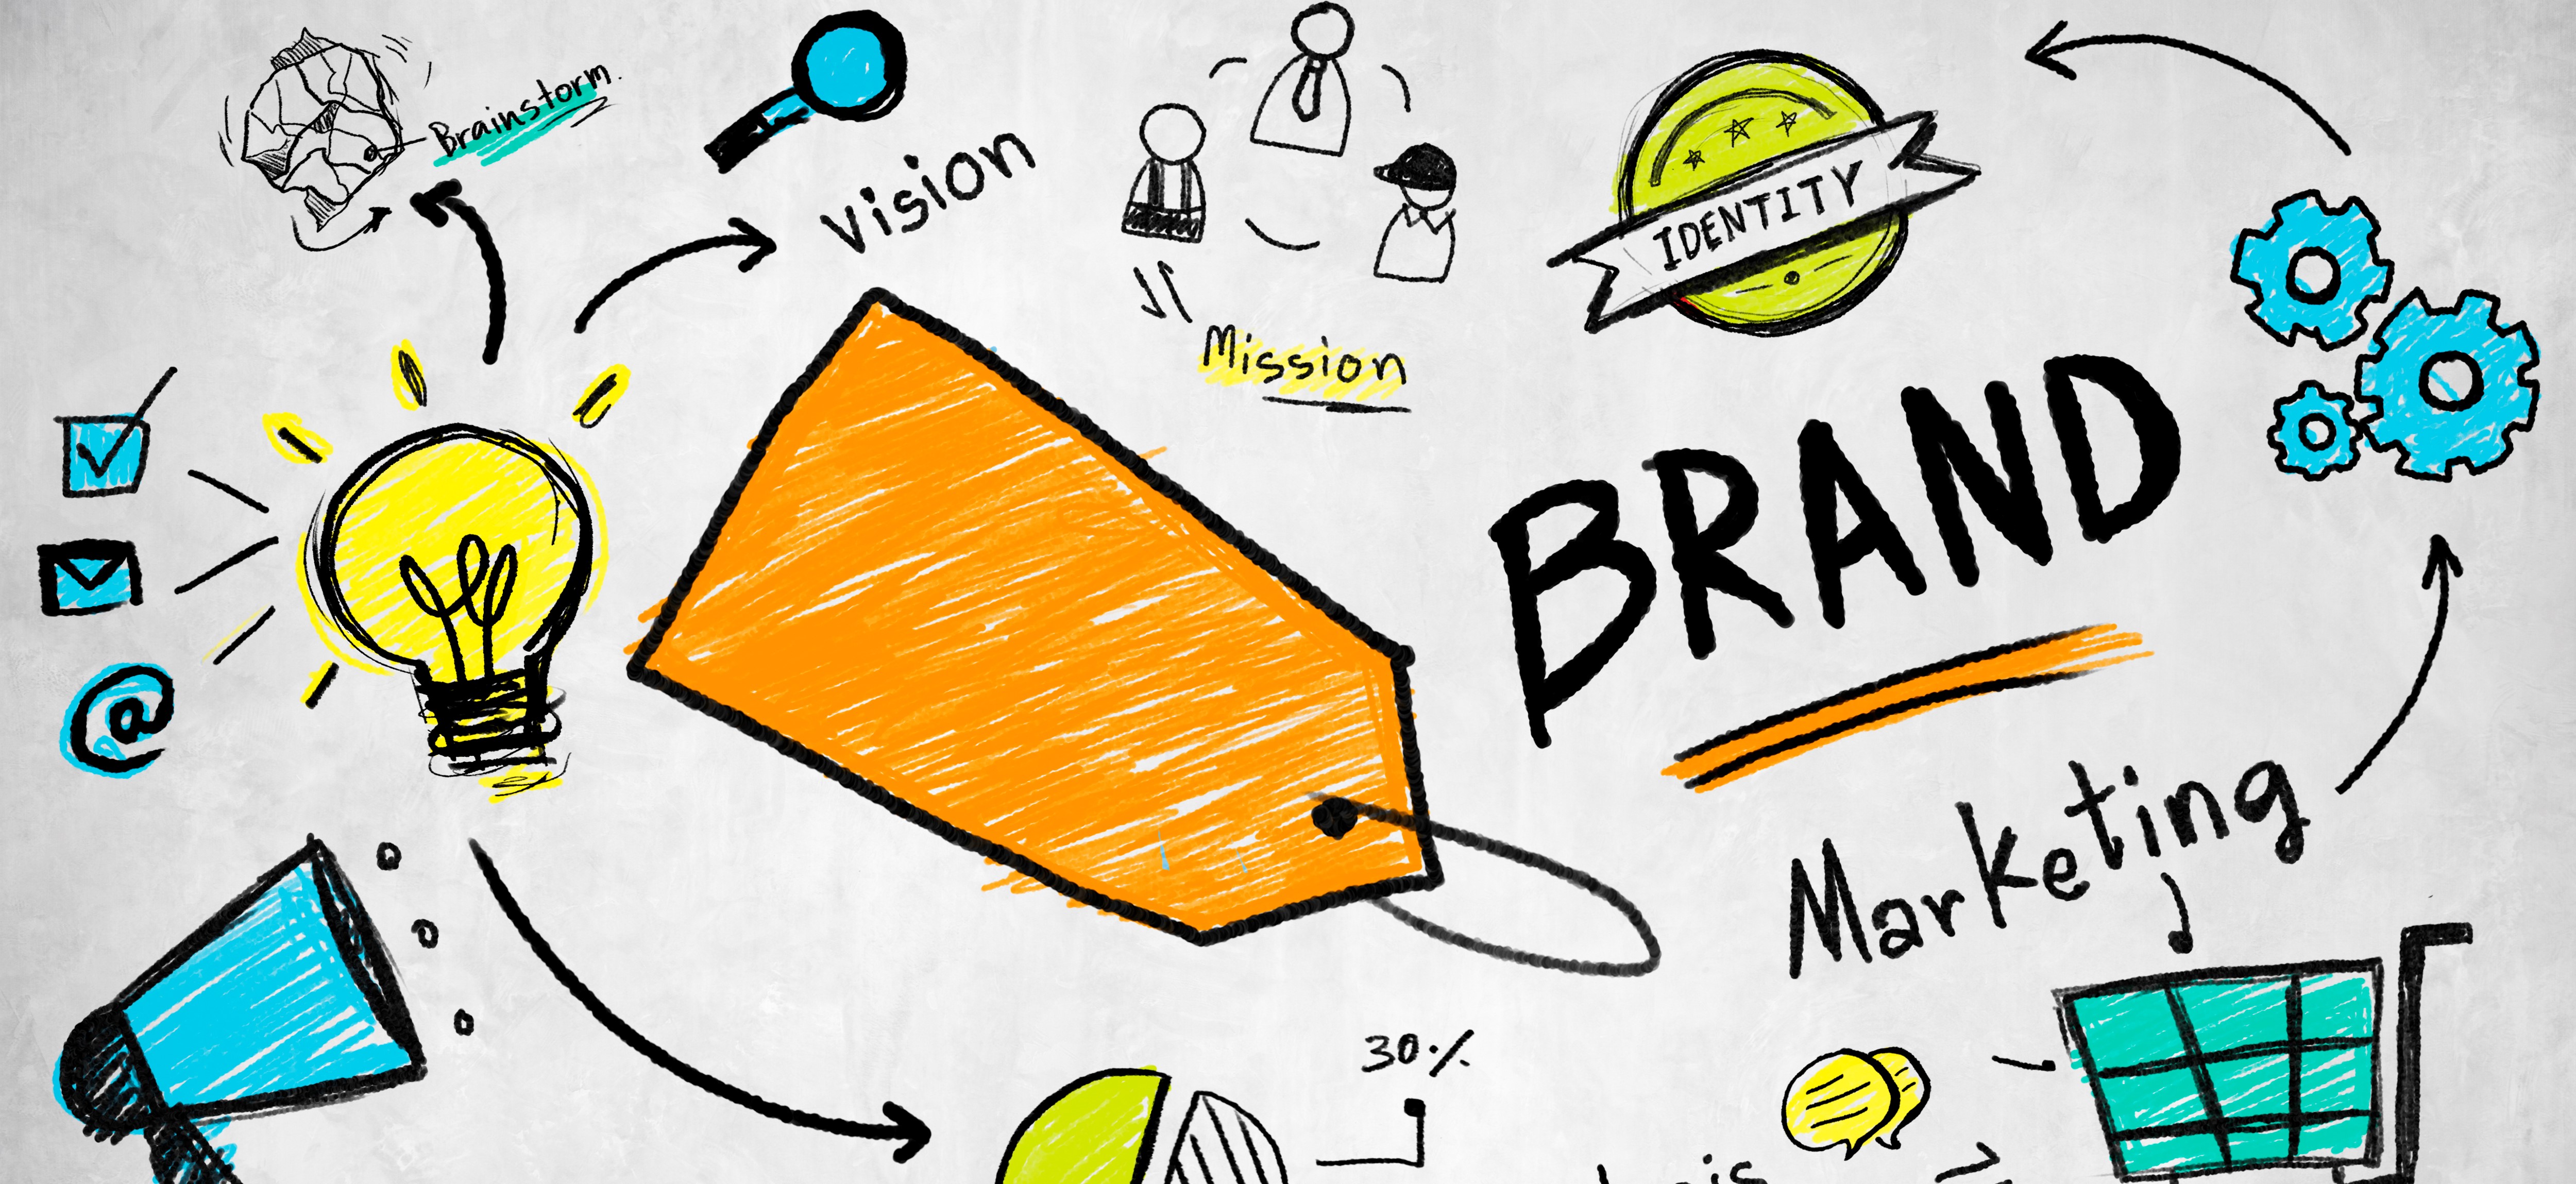 Brainstorm.
vision
Mission
IDENTITY
BRAND
@
Marketing
30%